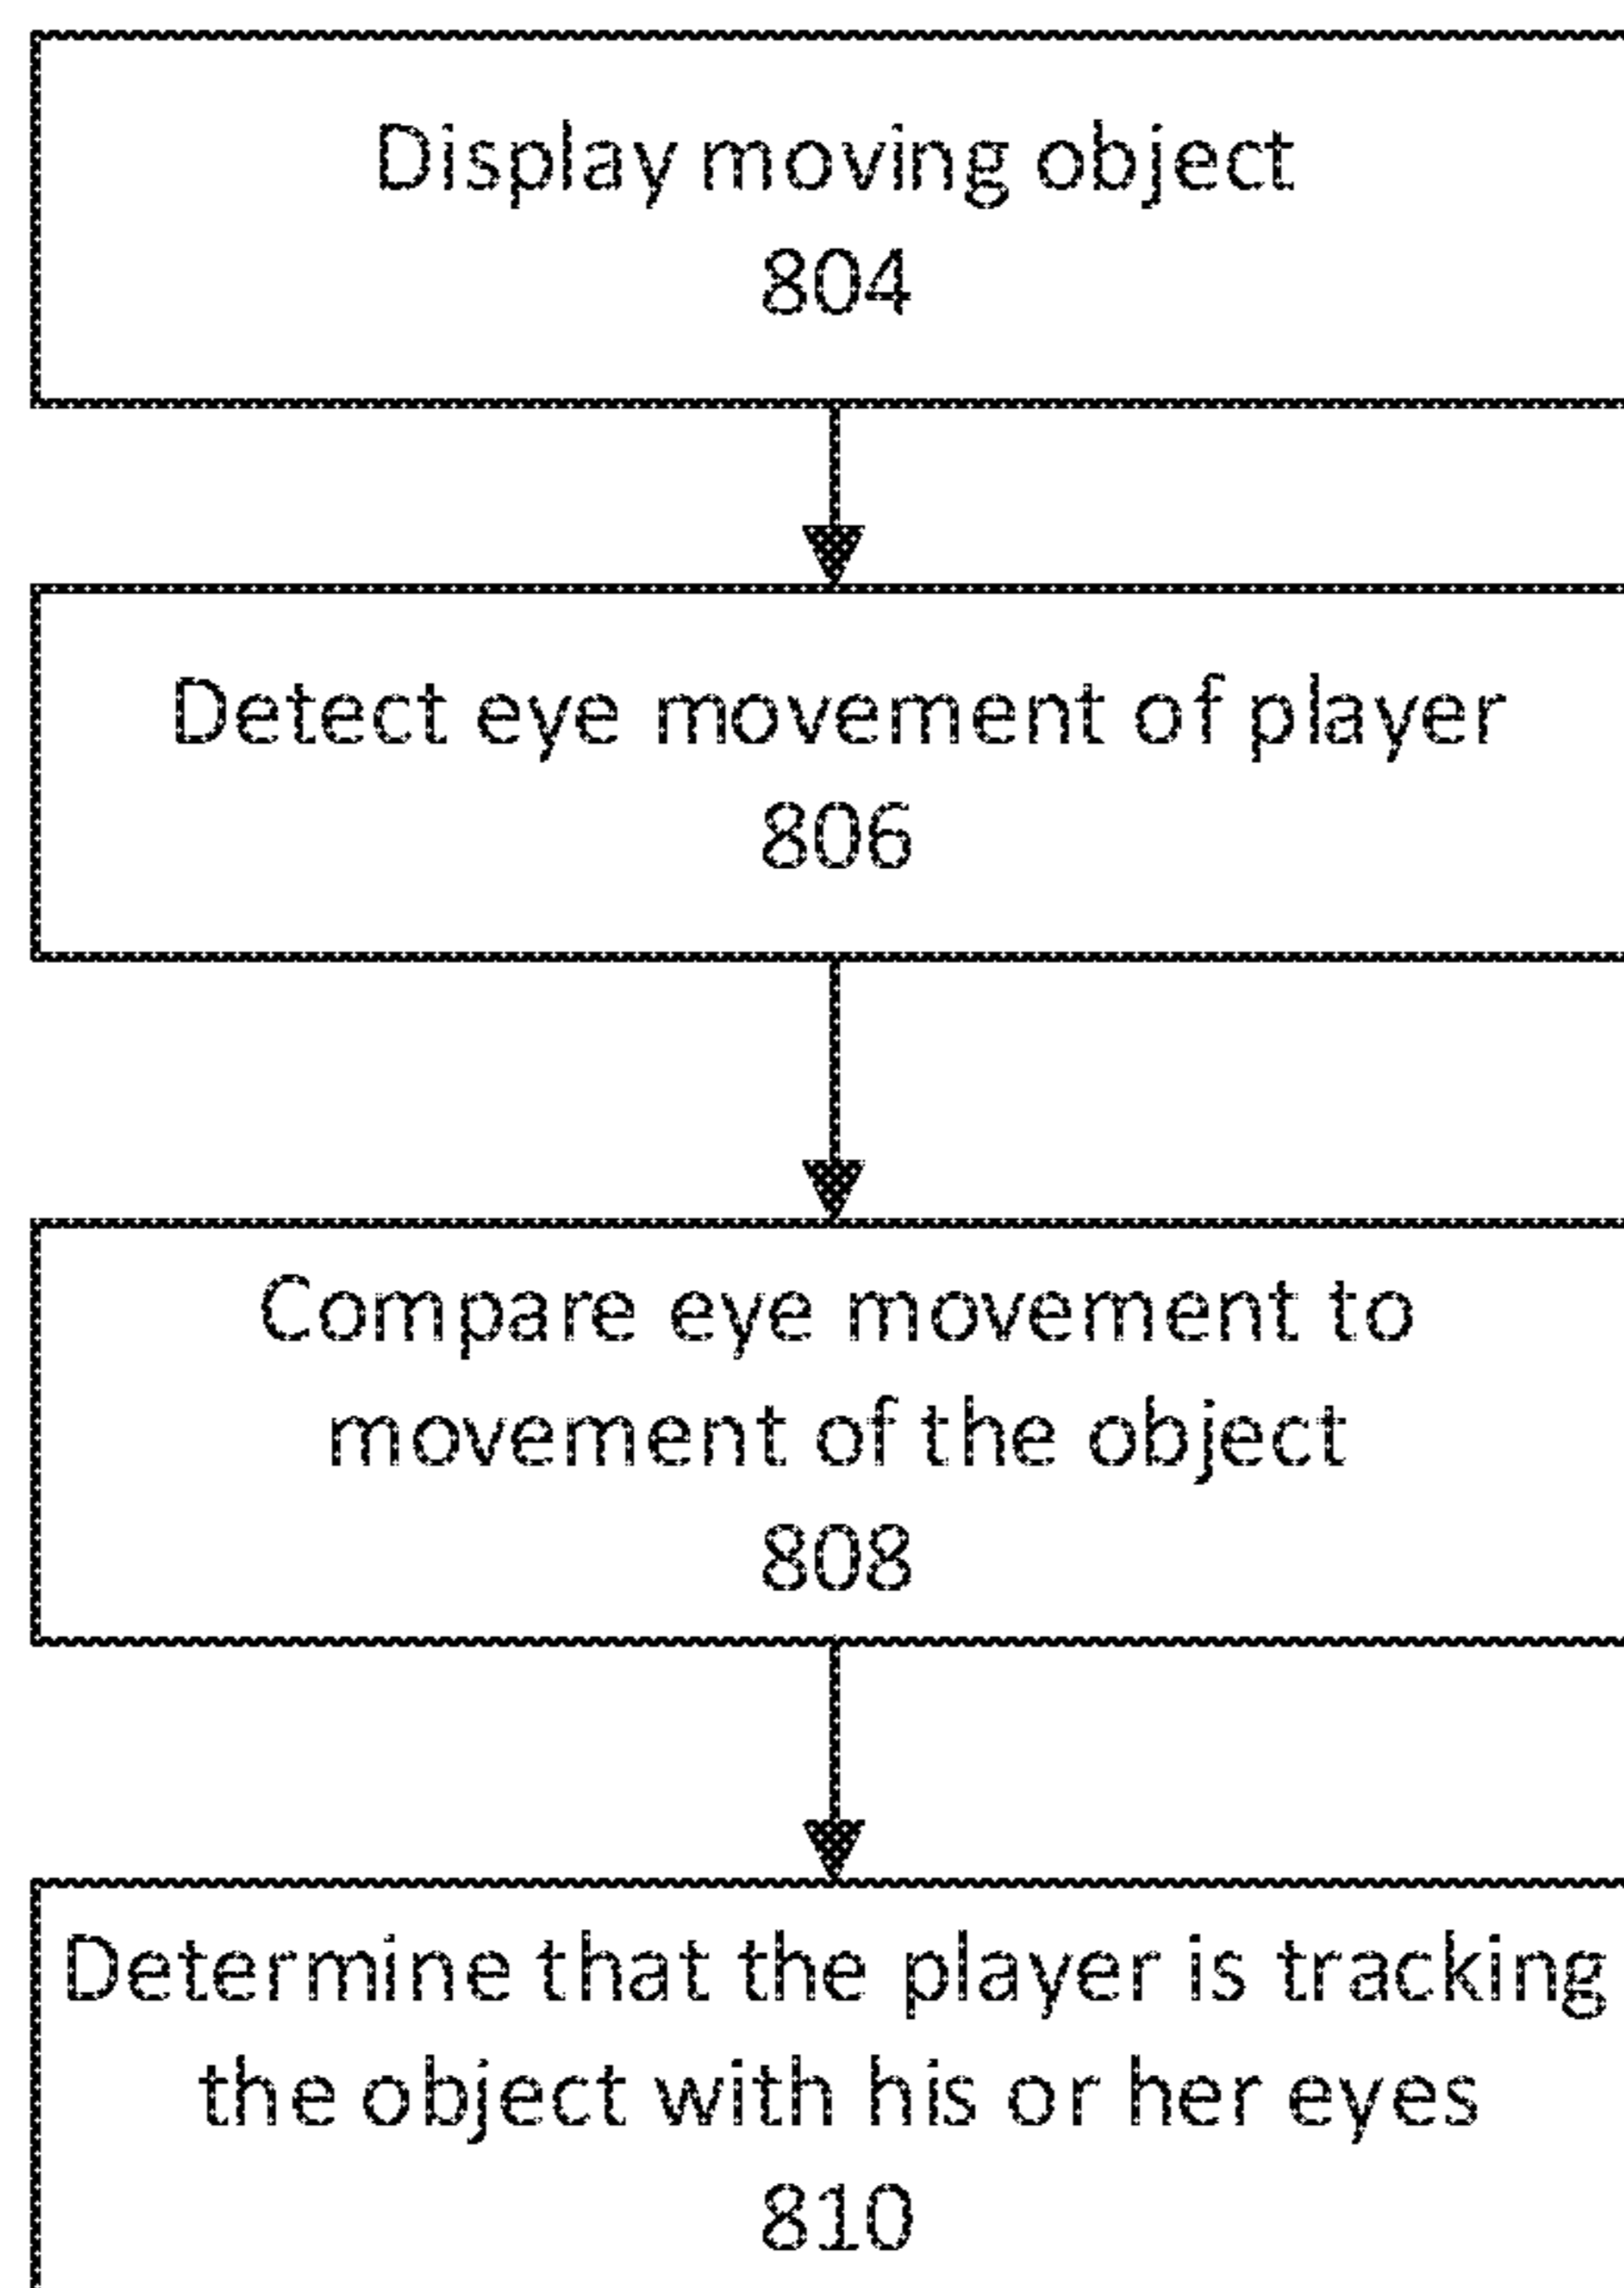 Display moving object
804
Detect eye movement of player
806
Compare eye movement to
movement of the object
808
Determine that the player is tracking
the object with his or her eyes
810